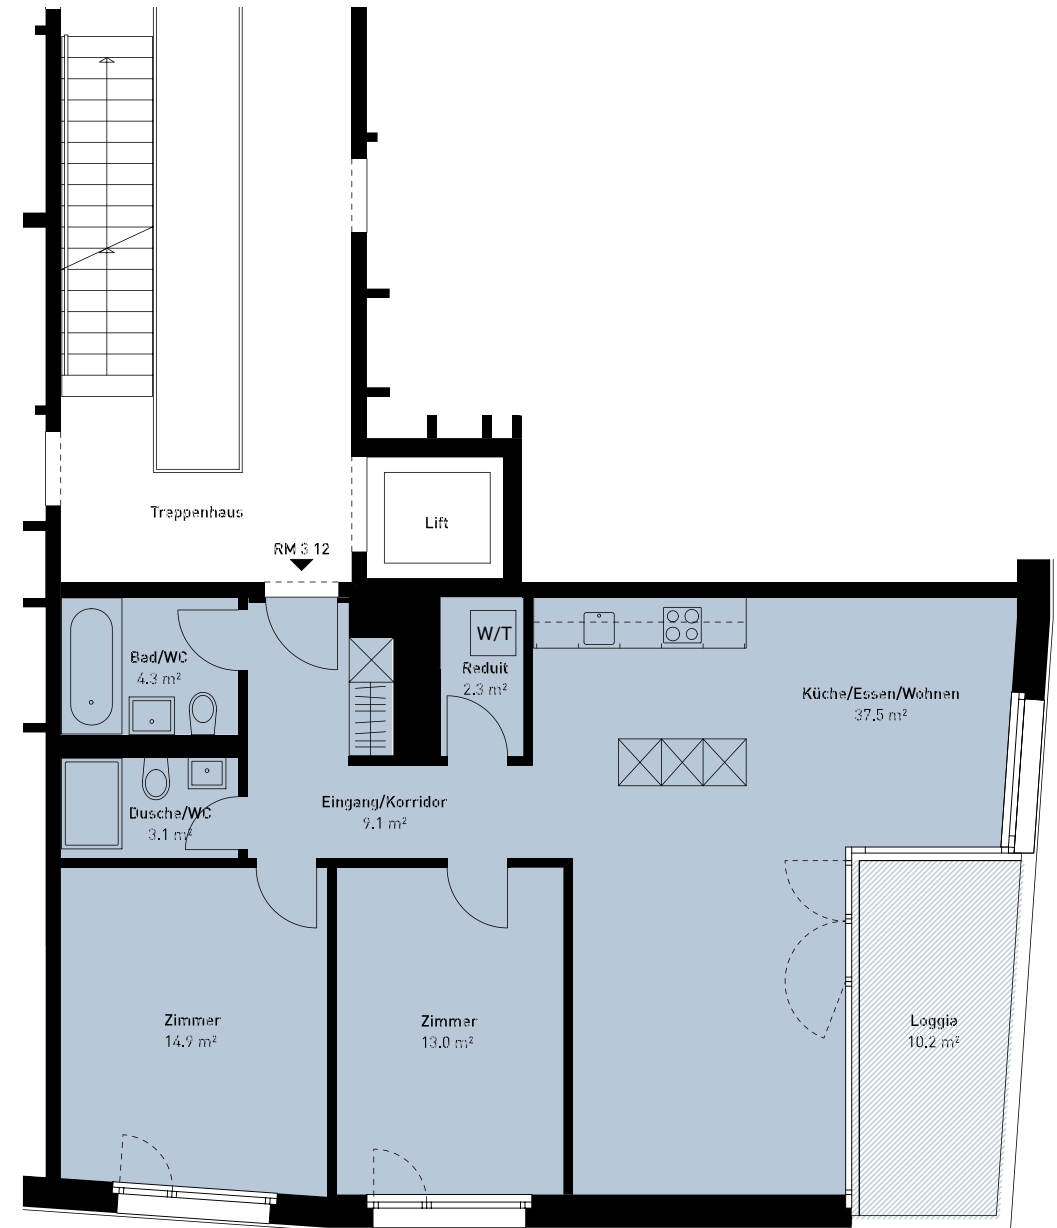 Treppenhaus
Lift
RM 3 12
Bad/WC
4.3 m²
W/T
Reduit
2.3 m²
Küche/Essen/Wohnen
37.5 m²
Eingang/Korridor
9.1 m²
Dusche/WC
3.1 m²
Zimmer
14.9 m²
Zimmer
13.0 m²
Loggia
10.2 m²